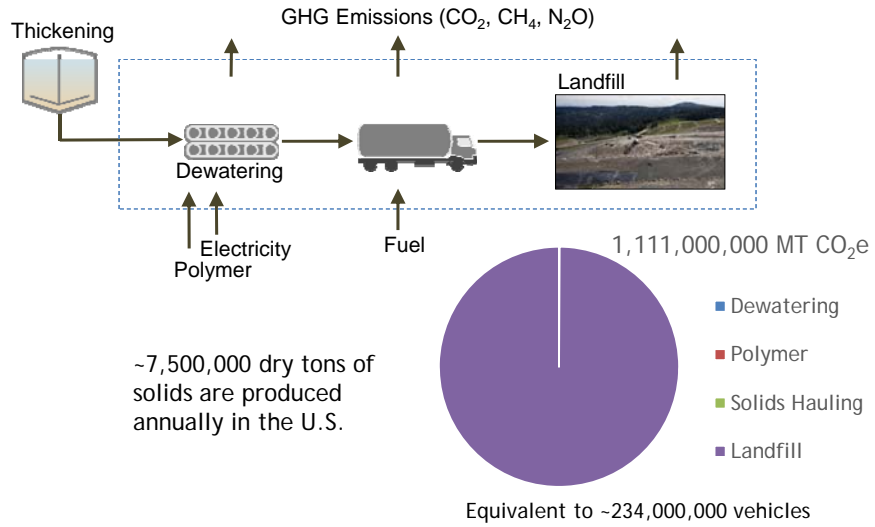 GHG Emissions (CO₂, CH₄, N₂O)
Thickening
Landfill
Dewatering
Electricity
Polymer
Fuel
1,111,000,000 MT CO₂e
Dewatering
Polymer
Solids Hauling
Landfill
~7,500,000 dry tons of
solids are produced
annually in the U.S.
Equivalent to ~234,000,000 vehicles